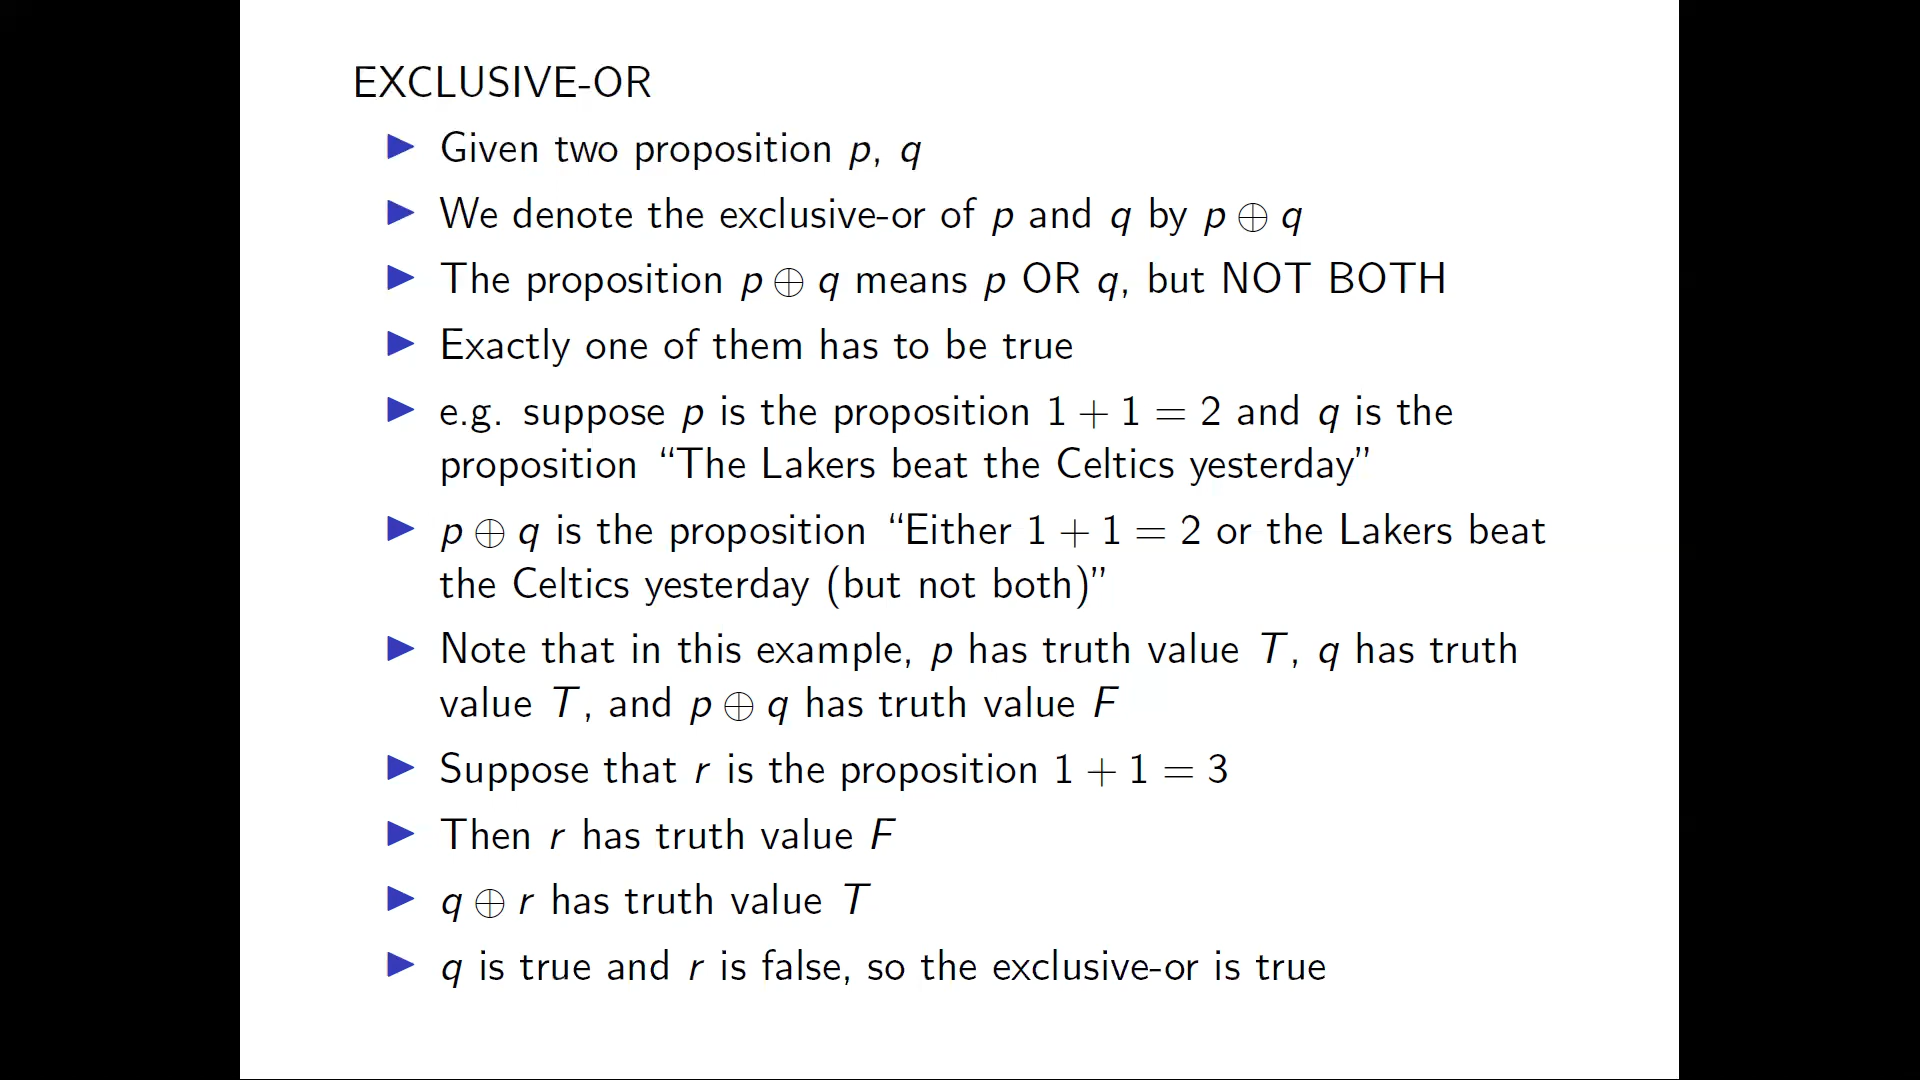 EXCLUSIVE-OR
▶ Given two proposition p, q
▶ We denote the exclusive-or of p and q by p ⊕ q
▶ The proposition p ⊕ q means p OR q, but NOT BOTH
▶ Exactly one of them has to be true
▶ e.g. suppose p is the proposition 1 + 1 = 2 and q is the
proposition “The Lakers beat the Celtics yesterday”
▶ p ⊕ q is the proposition “Either 1 + 1 = 2 or the Lakers beat
the Celtics yesterday (but not both)”
▶ Note that in this example, p has truth value T, q has truth
value T, and p ⊕ q has truth value F
▶ Suppose that r is the proposition 1 + 1 = 3
▶ Then r has truth value F
▶ q ⊕ r has truth value T
▶ q is true and r is false, so the exclusive-or is true